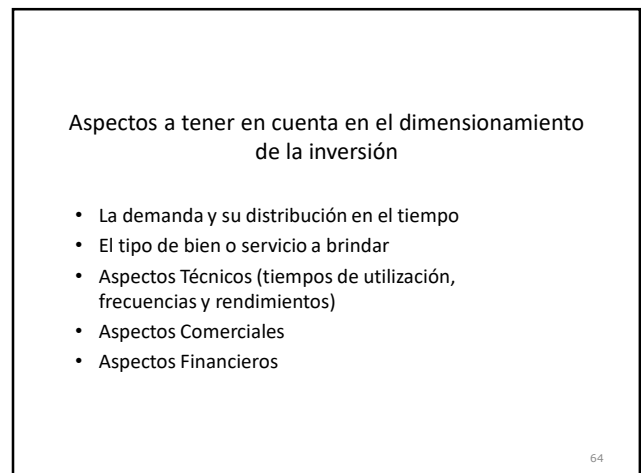 Aspectos a tener en cuenta en el dimensionamiento
de la inversión
• La demanda y su distribución en el tiempo
• El tipo de bien o servicio a brindar
• Aspectos Técnicos (tiempos de utilización,
frecuencias y rendimientos)
• Aspectos Comerciales
• Aspectos Financieros
64